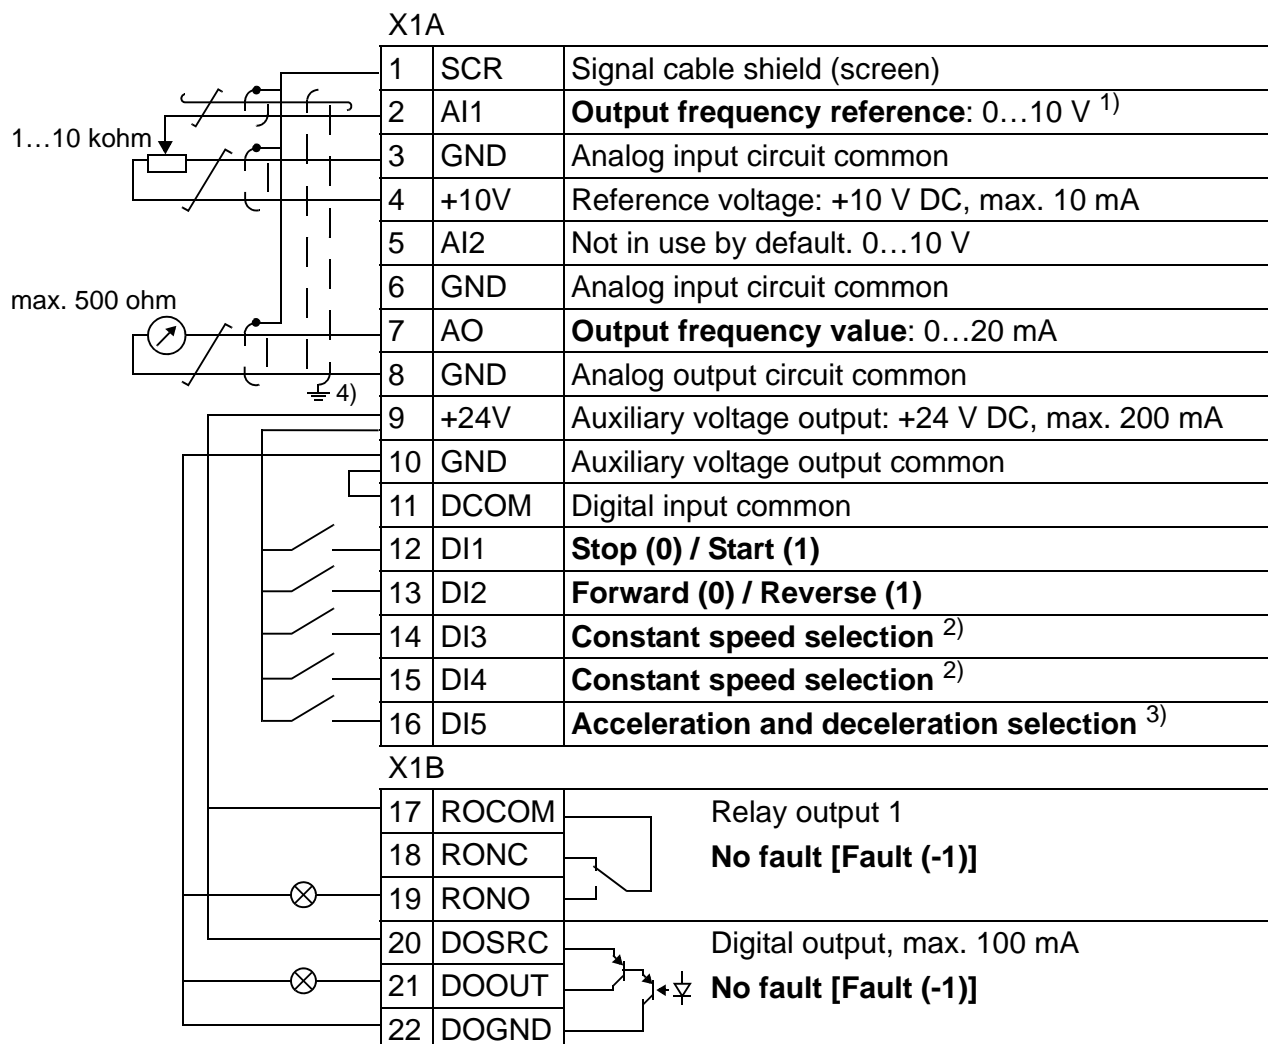 X1A
1 SCR Signal cable shield (screen)
2 AI1 Output frequency reference: 0…10 V 1)
1…10 kohm
3 GND Analog input circuit common
4 +10V Reference voltage: +10 V DC, max. 10 mA
5 AI2 Not in use by default. 0…10 V
6 GND Analog input circuit common
max. 500 ohm
7 AO Output frequency value: 0…20 mA
8 GND Analog output circuit common
4)
9 +24V Auxiliary voltage output: +24 V DC, max. 200 mA
10 GND Auxiliary voltage output common
11 DCOM Digital input common
12 DI1 Stop (0) / Start (1)
13 DI2 Forward (0) / Reverse (1)
14 DI3 Constant speed selection 2)
15 DI4 Constant speed selection 2)
16 DI5 Acceleration and deceleration selection 3)
X1B
17 ROCOM Relay output 1
18 RONC No fault [Fault (-1)]
19 RONO
20 DOSRC Digital output, max. 100 mA
21 DOOUT No fault [Fault (-1)]
22 DOGND